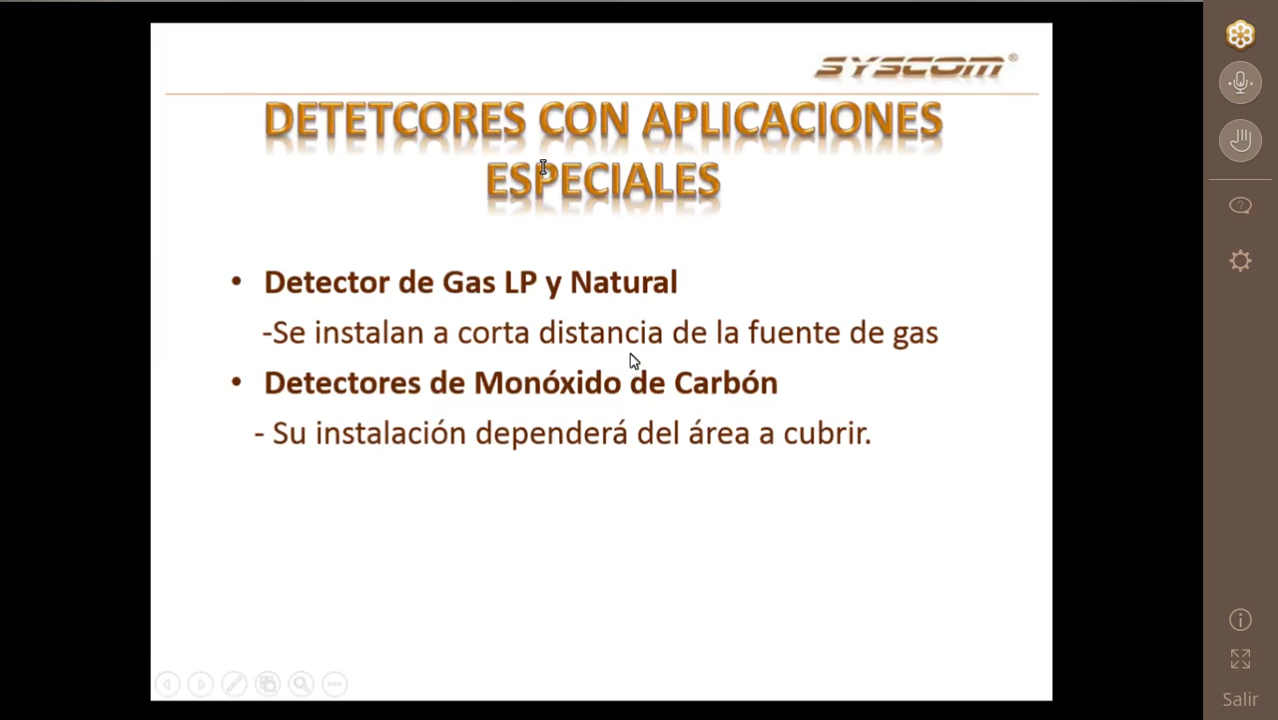 SYSCOM®
DETETCORES CON APLICACIONES
ESPECIALES
• Detector de Gas LP y Natural
-Se instalan a corta distancia de la fuente de gas
• Detectores de Monóxido de Carbón
- Su instalación dependerá del área a cubrir.
Salir